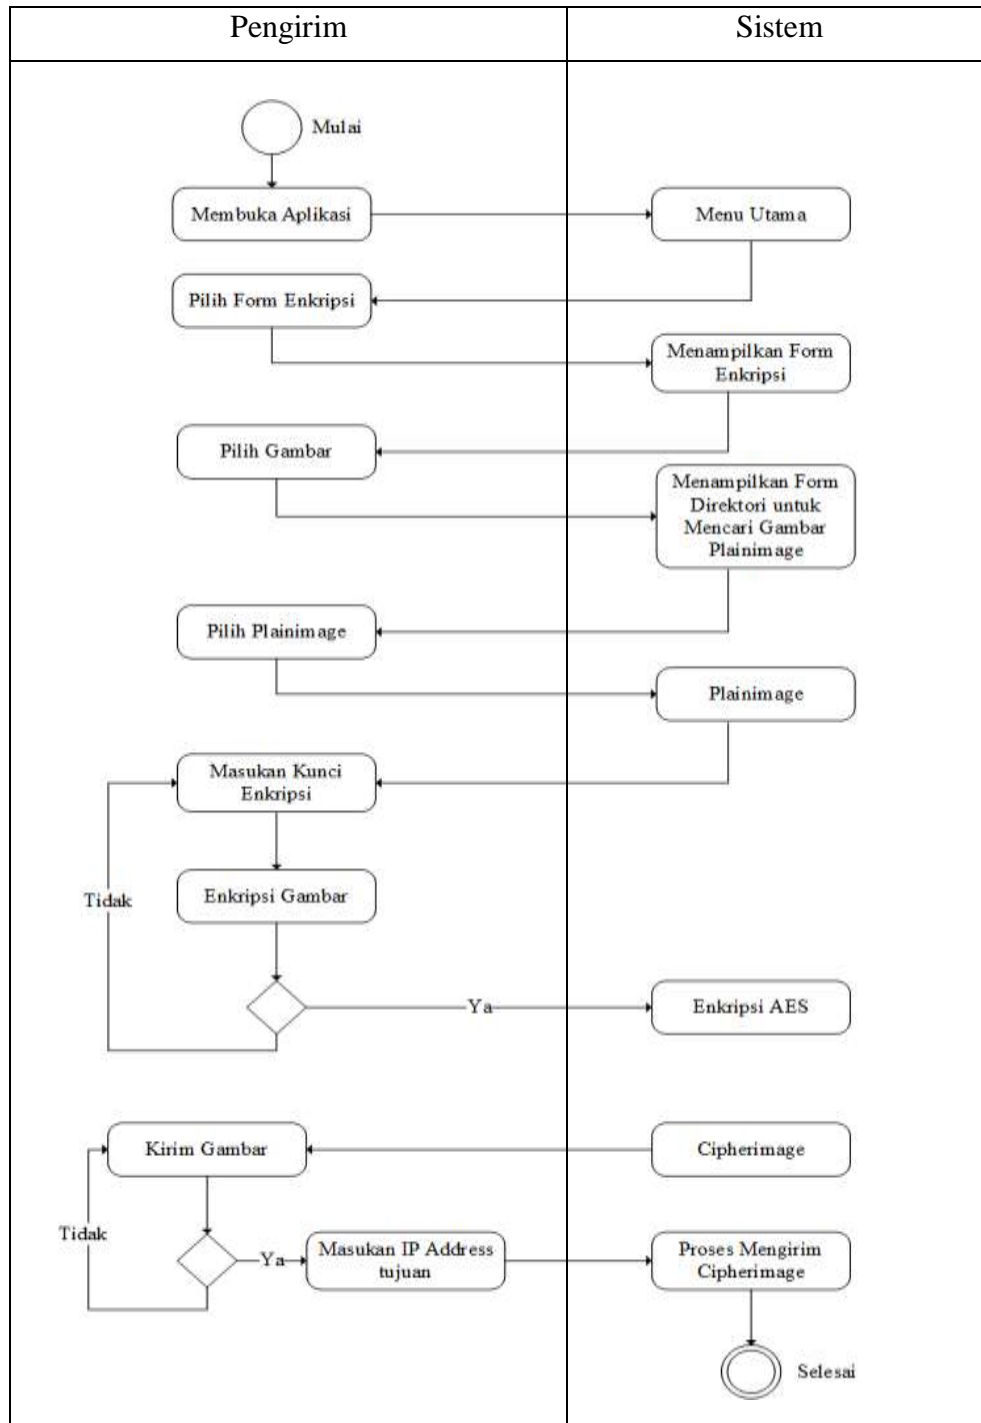 Pengirim
Sistem
Mulai
Membuka Aplikasi
Menu Utama
Pilih Form Enkripsi
Menampilkan Form
Enkripsi
Pilih Gambar
Menampilkan Form
Direktori untuk
Mencari Gambar
Plainimage
Pilih Plainimage
Plainimage
Masukan Kunci
Enkripsi
Tidak
Enkripsi Gambar
Ya
Enkripsi AES
Kirim Gambar
Cipherimage
Tidak
Ya
Masukan IP Address
tujuan
Proses Mengirim
Cipherimage
Selesai